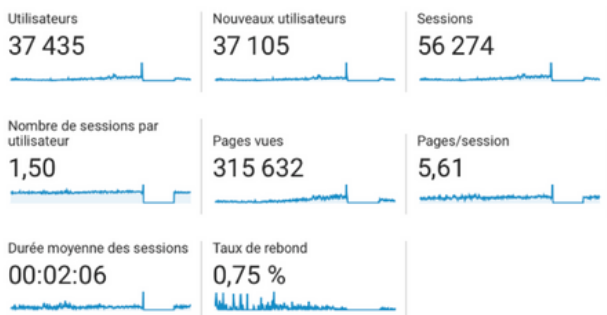 Utilisateurs
37 435
Nouveaux utilisateurs
37 105
Sessions
56 274
Nombre de sessions par
utilisateur
1,50
Pages vues
315 632
Pages/session
5,61
Durée moyenne des sessions
00:02:06
Taux de rebond
0,75 %